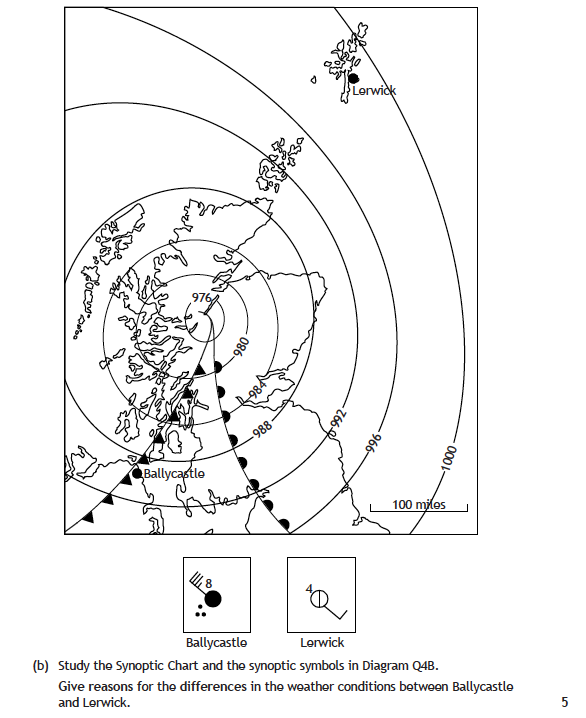 Lerwick
976
980
984
988
992
996
1000
Ballycastle
100 miles
8
4
Ballycastle
Lerwick
(b) Study the Synoptic Chart and the synoptic symbols in Diagram Q4B.
Give reasons for the differences in the weather conditions between Ballycastle
and Lerwick.
5